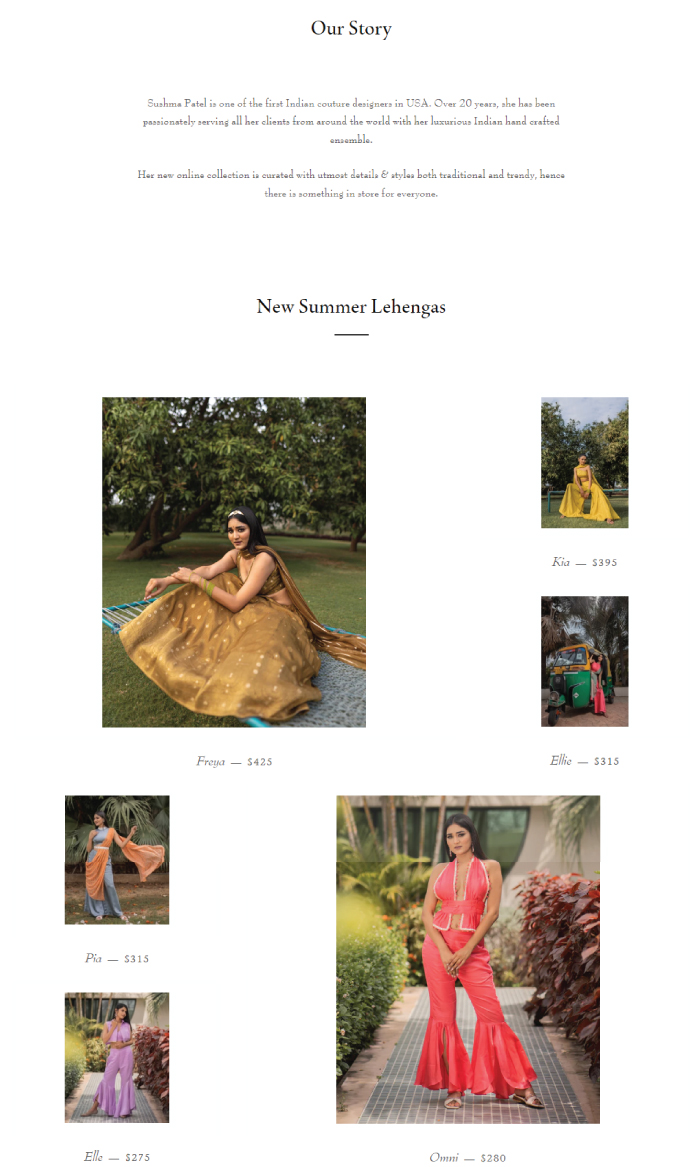 Our Story
Sushma Patel is one of the first Indian couture designers in USA. Over 20 years, she has been
passionately serving all her clients from around the world with her luxurious Indian hand crafted
ensemble.
Her new online collection is curated with utmost details & styles both traditional and trendy, hence
there is something in store for everyone.
New Summer Lehengas
Kia — $395
Freya — $425
Ellie — $315
Pia — $315
Elle — $275
Omni — $280